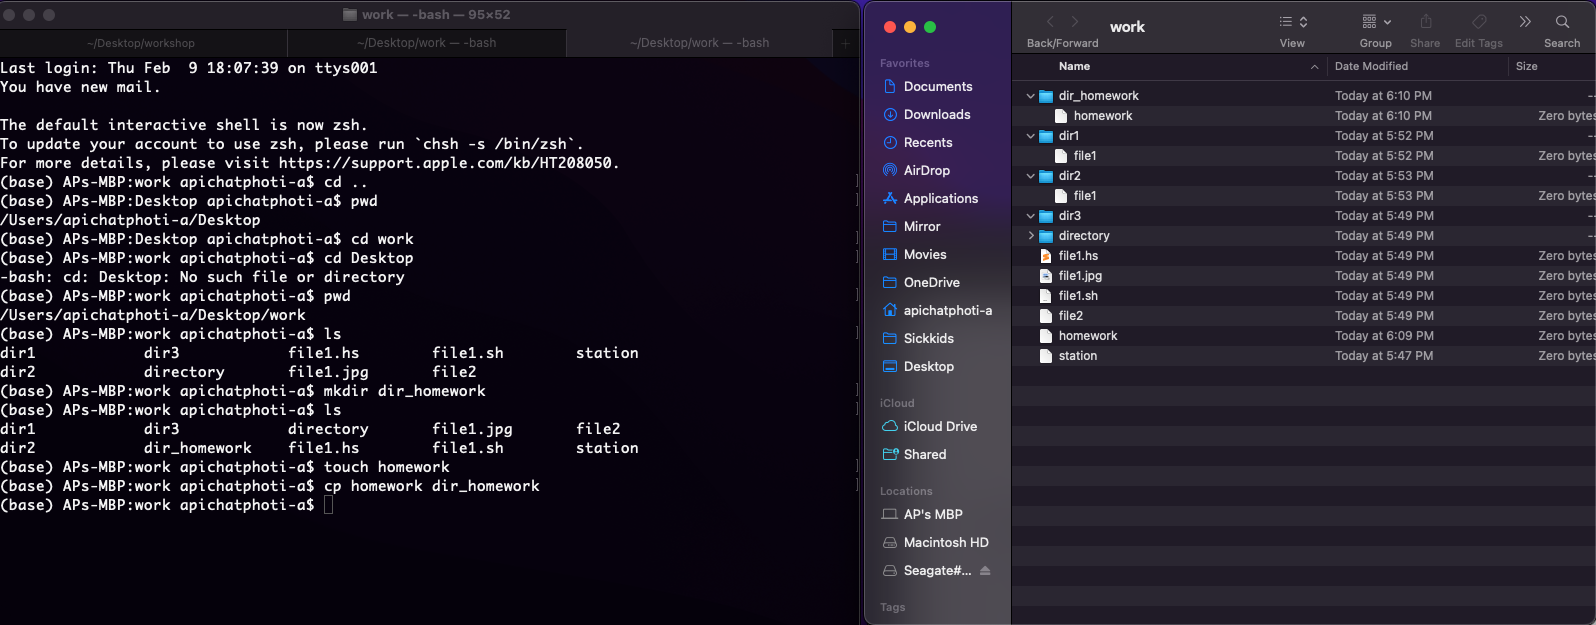 work — -bash — 95×52
~/Desktop/workshop
~/Desktop/work — -bash
~/Desktop/work — -bash
Last login: Thu Feb  9 18:07:39 on ttys001
You have new mail.
The default interactive shell is now zsh.
To update your account to use zsh, please run `chsh -s /bin/zsh`.
For more details, please visit https://support.apple.com/kb/HT208050.
(base) APs-MBP:work apichatphoti-a$ cd ..
(base) APs-MBP:Desktop apichatphoti-a$ pwd
/Users/apichatphoti-a/Desktop
(base) APs-MBP:Desktop apichatphoti-a$ cd work
(base) APs-MBP:work apichatphoti-a$ cd Desktop
-bash: cd: Desktop: No such file or directory
(base) APs-MBP:work apichatphoti-a$ pwd
/Users/apichatphoti-a/Desktop/work
(base) APs-MBP:work apichatphoti-a$ ls
dir1            dir3            file1.hs        file1.sh        station
dir2            directory       file1.jpg       file2
(base) APs-MBP:work apichatphoti-a$ mkdir dir_homework
(base) APs-MBP:work apichatphoti-a$ ls
dir1            dir3            directory       file1.jpg       file2
dir2            dir_homework    file1.hs        file1.sh        station
(base) APs-MBP:work apichatphoti-a$ touch homework
(base) APs-MBP:work apichatphoti-a$ cp homework dir_homework
(base) APs-MBP:work apichatphoti-a$
Favorites
Documents
Downloads
Recents
AirDrop
Applications
Mirror
Movies
OneDrive
apichatphoti-a
Sickkids
Desktop
iCloud
iCloud Drive
Shared
Locations
AP's MBP
Macintosh HD
Seagate#...
Tags
work
Back/Forward View Group Share Edit Tags Search
Name Date Modified Size
dir_homework Today at 6:10 PM --
homework Today at 6:10 PM Zero bytes
dir1 Today at 5:52 PM --
file1 Today at 5:52 PM Zero bytes
dir2 Today at 5:53 PM --
file1 Today at 5:53 PM Zero bytes
dir3 Today at 5:49 PM --
directory Today at 5:49 PM --
file1.hs Today at 5:49 PM Zero bytes
file1.jpg Today at 5:49 PM Zero bytes
file1.sh Today at 5:49 PM Zero bytes
file2 Today at 5:49 PM Zero bytes
homework Today at 6:09 PM Zero bytes
station Today at 5:47 PM Zero bytes